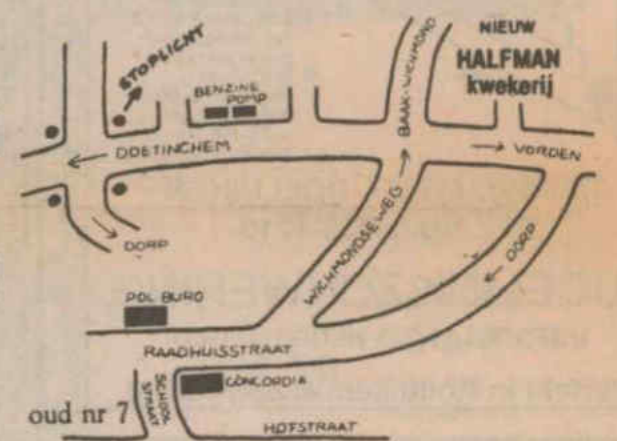 NIEUW
HALFMAN
kwekerij
STOPLICHT
BENZINE
POMP
BAAK-WICHMOND
DOETINCHEM
VORDEN
DORP
WICHMONDSEWEG
DORP
POL BURO
RAADHUISSTRAAT
SCHOOL
STRAAT
CONCORDIA
oud nr 7
HOFSTRAAT